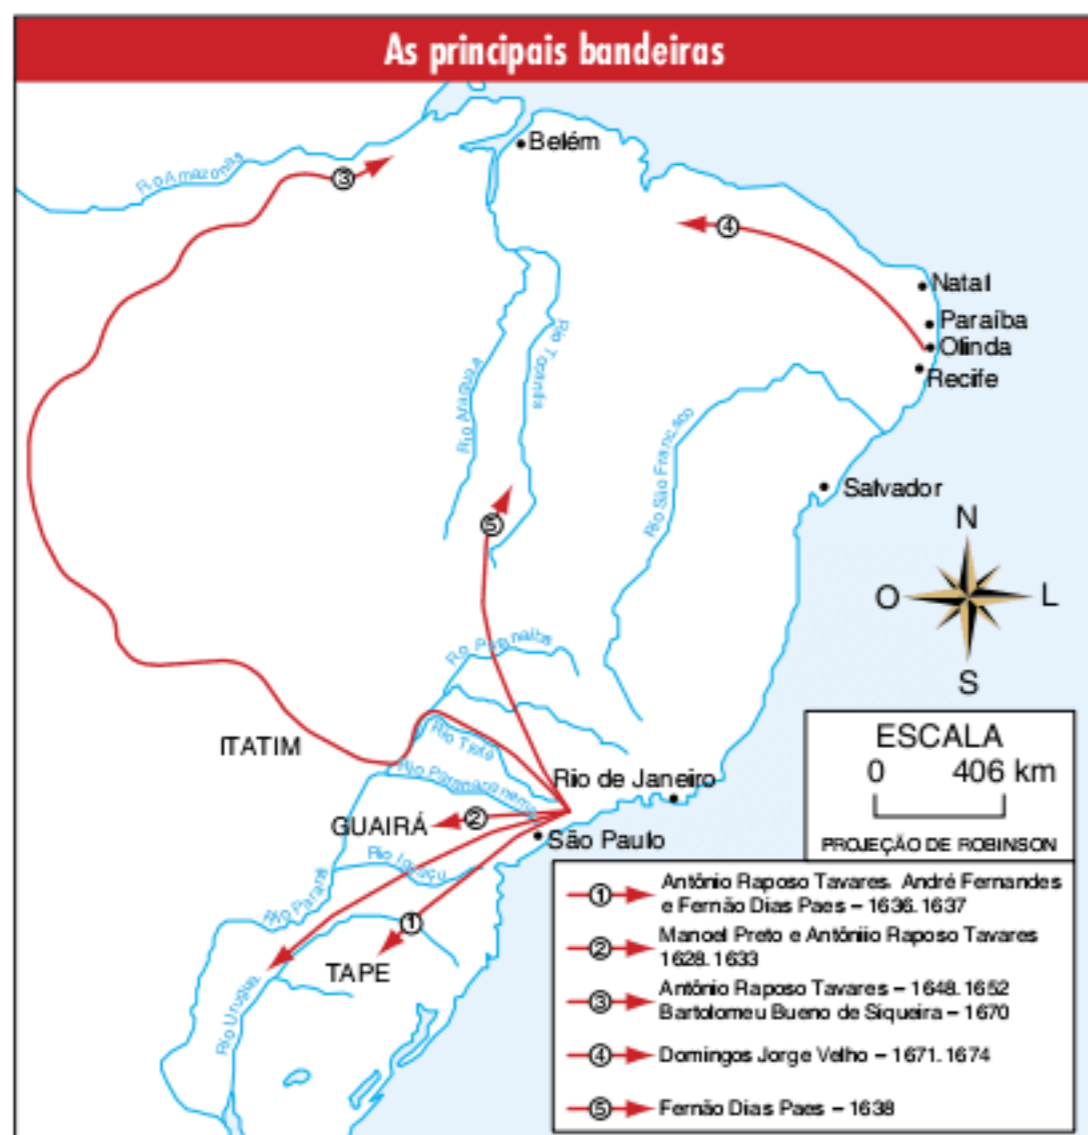 As principais bandeiras
Belém
Rio Amazonas
3
4
Natal
Paraíba
Olinda
Recife
Rio Araguaia
Rio Tocantis
Rio São Francisco
Salvador
5
N
O
L
S
Rio Paranaíba
ITATIM
Rio Tietê
Rio Paranapanema
Rio de Janeiro
GUAIRÁ
2
São Paulo
Rio Iguaçu
Rio Paraná
1
TAPE
Rio Uruguai
ESCALA
0 406 km
PROJEÇÃO DE ROBINSON
1 Antônio Raposo Tavares. André Fernandes
e Fernão Dias Paes – 1636.1637
2 Manoel Preto e Antôniio Raposo Tavares
1628.1633
3 Antônio Raposo Tavares – 1648.1652
Bartolomeu Bueno de Siqueira – 1670
4 Domingos Jorge Velho – 1671.1674
5 Fernão Dias Paes – 1638